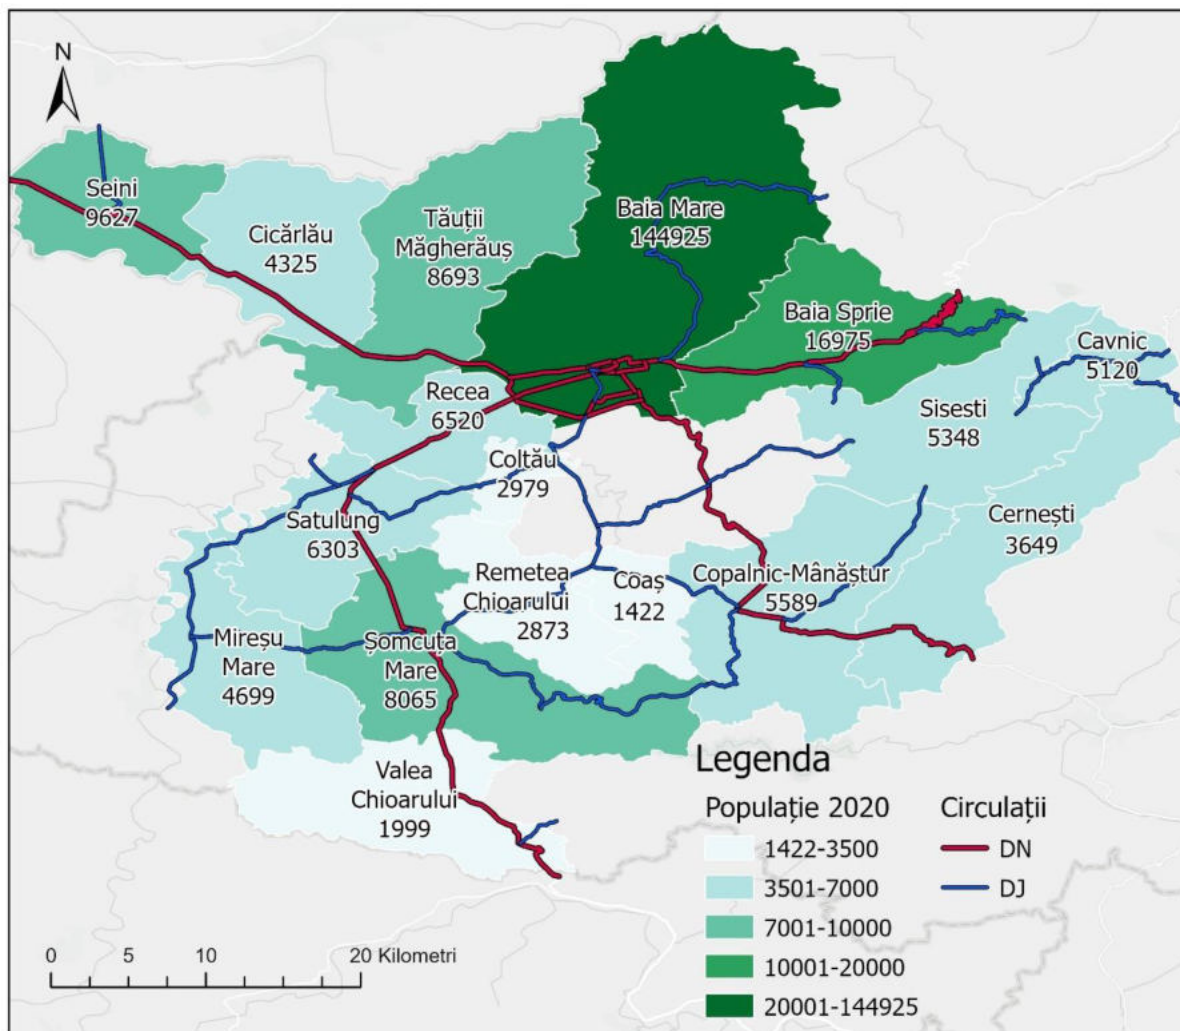 N
Seini
9627
Cicărlău
4325
Tăuții
Măgherăuș
8693
Baia Mare
144925
Baia Sprie
16975
Cavnic
5120
Recea
6520
Sisesti
5348
Coltău
2979
Satulung
6303
Cernești
3649
Remetea
Chioarului
2873
Coaș
1422
Copalnic-Mânăștur
5589
Mireșu
Mare
4699
Șomcuța
Mare
8065
Valea
Chioarului
1999
Legenda
Populație 2020
1422-3500
3501-7000
7001-10000
10001-20000
20001-144925
Circulații
DN
DJ
0 5 10 20 Kilometri